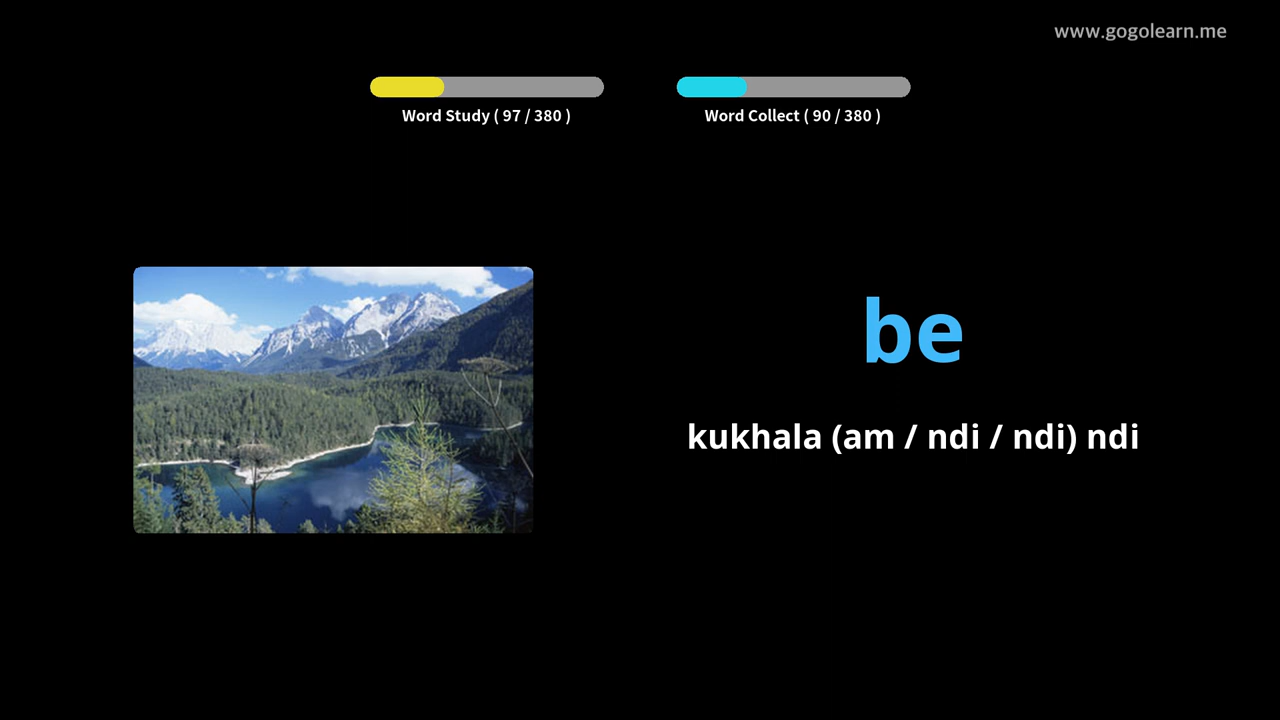 www.gogolearn.me
Word Study ( 97 / 380 )
Word Collect ( 90 / 380 )
be
kukhala (am / ndi / ndi) ndi